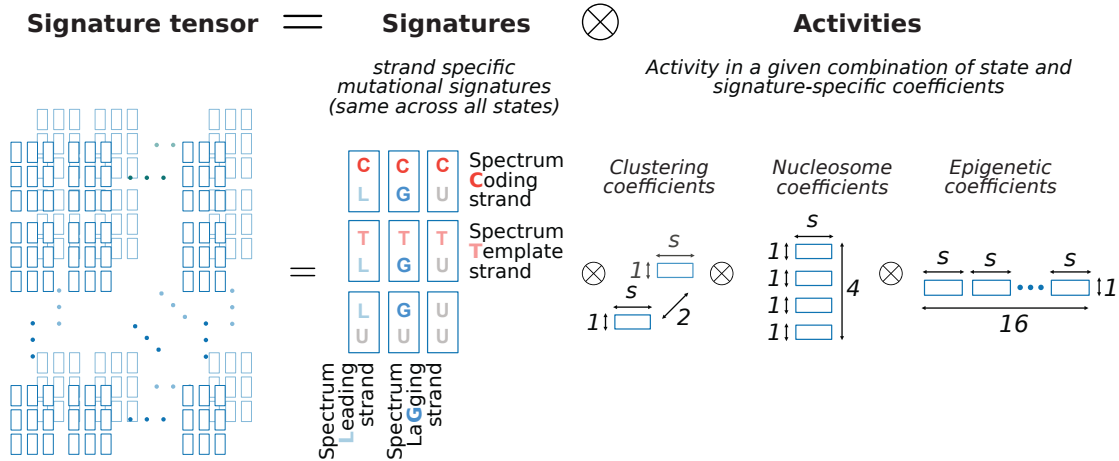 Signature tensor = Signatures ⊗ Activities
strand specific
mutational signatures
(same across all states)
Activity in a given combination of state and
signature-specific coefficients
C C C
L G U
Spectrum
Coding
strand
T T T
L G U
Spectrum
Template
strand
L G U
U U U
Spectrum
Leading
strand
Spectrum
LaGging
strand
=
⊗
Clustering
coefficients
s
1
s
1
2
⊗
Nucleosome
coefficients
s
1
1
1
1
4
⊗
Epigenetic
coefficients
s s s
1
16